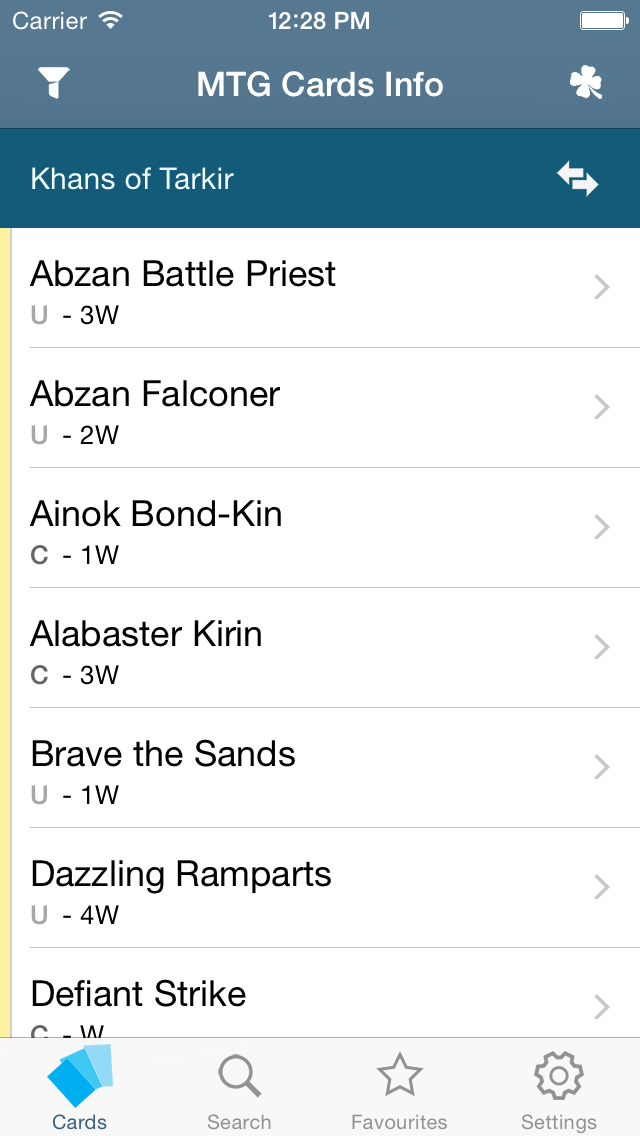 Carrier 12:28 PM
MTG Cards Info
Khans of Tarkir
Abzan Battle Priest
U - 3W
Abzan Falconer
U - 2W
Ainok Bond-Kin
C - 1W
Alabaster Kirin
C - 3W
Brave the Sands
U - 1W
Dazzling Ramparts
U - 4W
Defiant Strike
C - W
Cards Search Favourites Settings